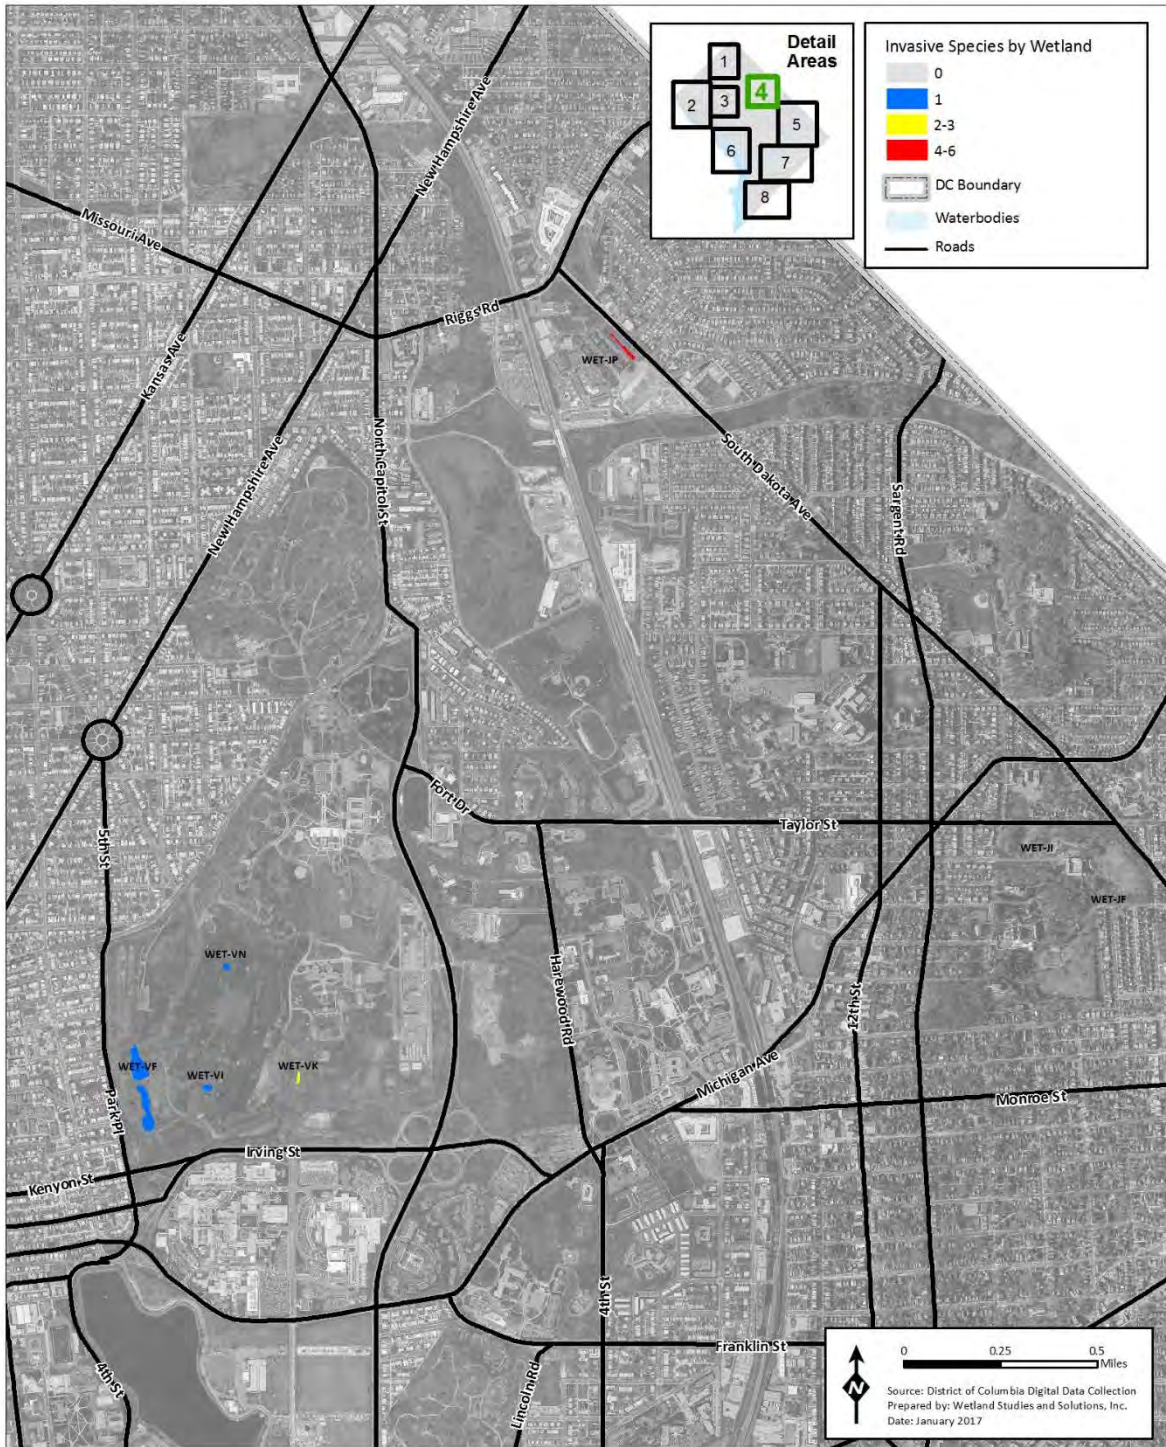 Detail
Areas
1
2
3
4
5
6
7
8
Invasive Species by Wetland
0
1
2-3
4-6
DC Boundary
Waterbodies
Roads
New Hampshire Ave
Missouri Ave
Riggs Rd
Kansas Ave
WET-JP
North Capitol St
New Hampshire Ave
South Dakota Ave
Sargent Rd
Fort Dr
Taylor St
5th St
WET-JI
WET-JF
WET-VN
Harewood Rd
12th St
WET-VF
WET-VI
WET-VK
Michigan Ave
Park Pl
Monroe St
Irving St
Kenyon St
4th St
Franklin St
4th St
Lincoln Rd
N
0 0.25 0.5
Miles
Source: District of Columbia Digital Data Collection
Prepared by: Wetland Studies and Solutions, Inc.
Date: January 2017